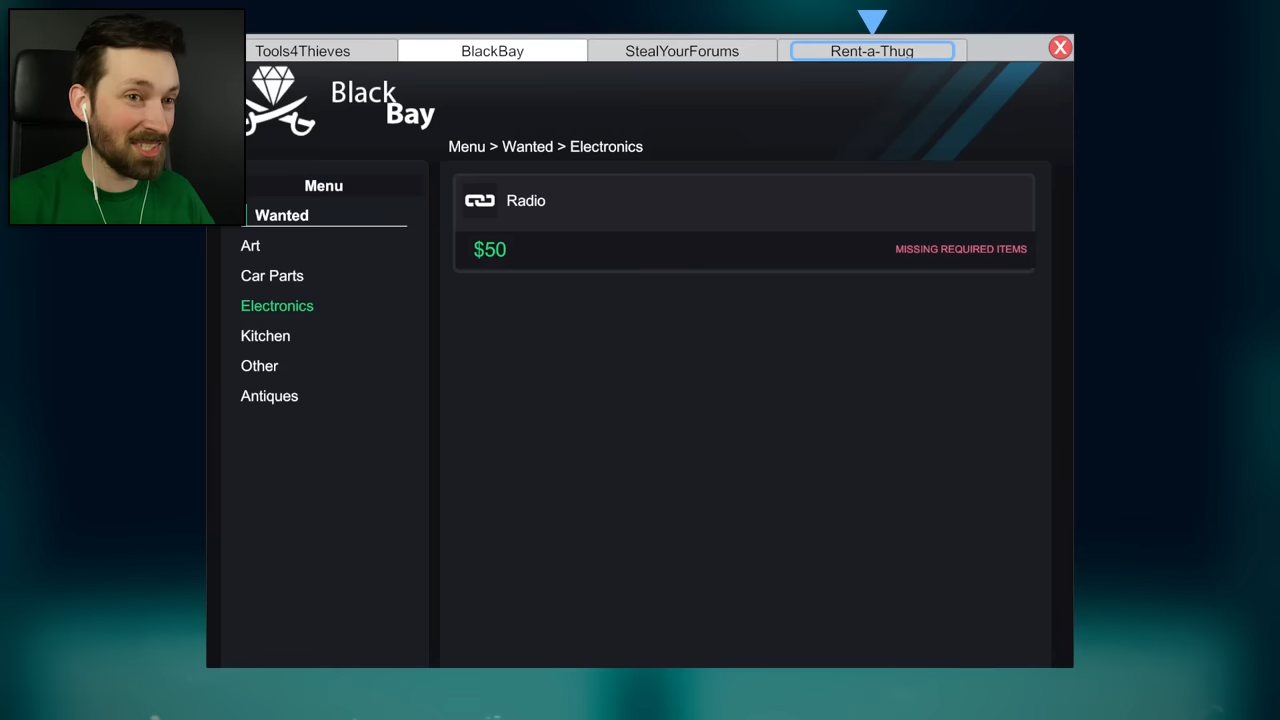 Tools4Thieves
BlackBay
StealYourForums
Rent-a-Thug
X
Black
Bay
Menu > Wanted > Electronics
Menu
Wanted
Art
Car Parts
Electronics
Kitchen
Other
Antiques
Radio
$50
MISSING REQUIRED ITEMS